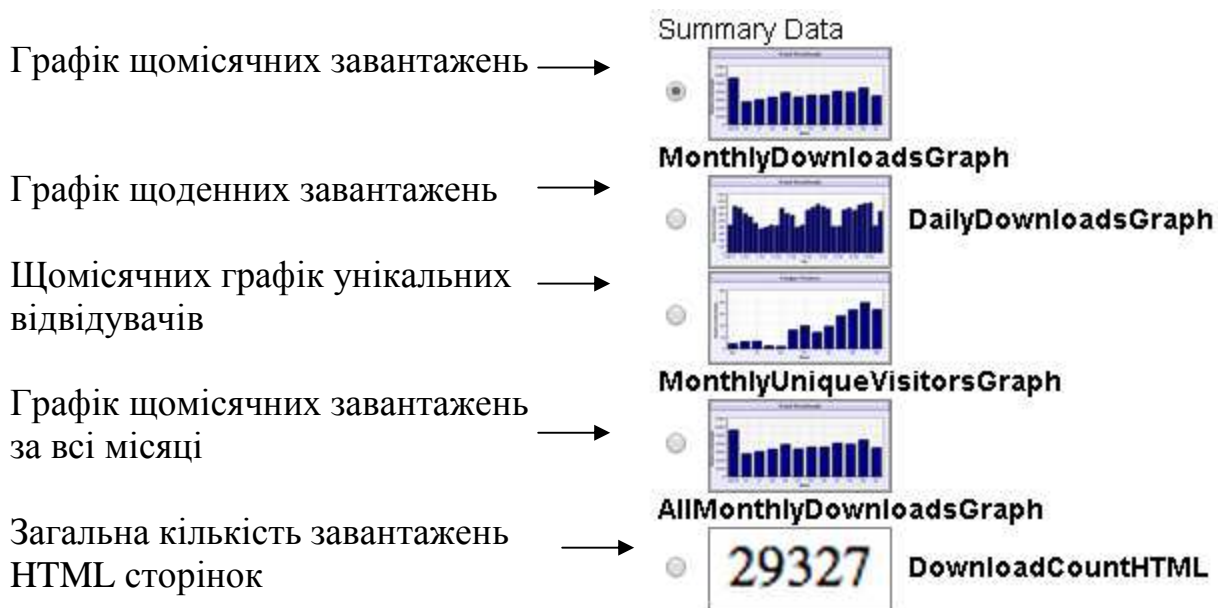 Summary Data
Графік щомісячних завантажень
MonthlyDownloadsGraph
Графік щоденних завантажень
DailyDownloadsGraph
Щомісячних графік унікальних
відвідувачів
MonthlyUniqueVisitorsGraph
Графік щомісячних завантажень
за всі місяці
AllMonthlyDownloadsGraph
Загальна кількість завантажень
HTML сторінок
29327
DownloadCountHTML